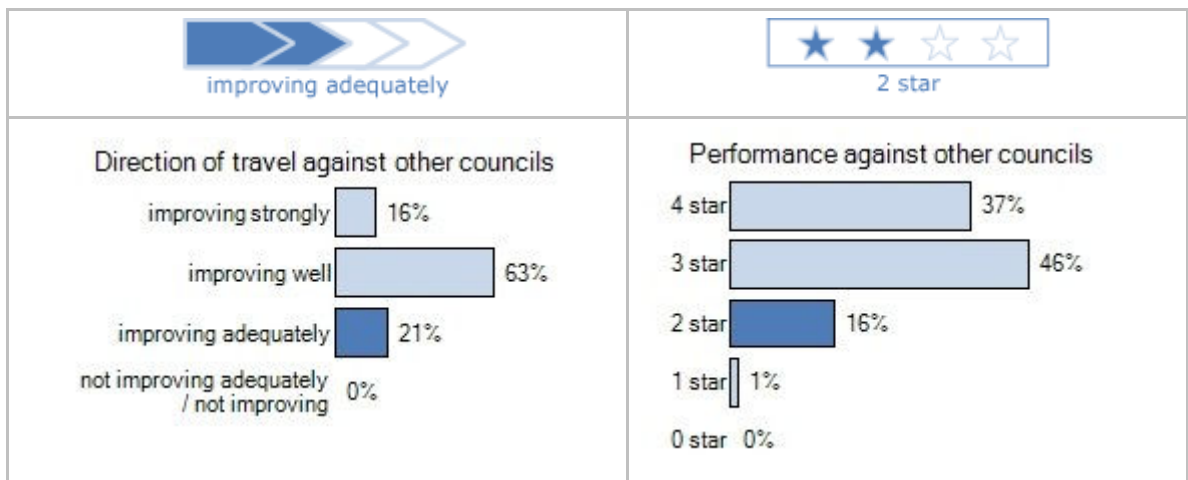 improving adequately
2 star
Direction of travel against other councils
improving strongly 16%
improving well 63%
improving adequately 21%
not improving adequately
/ not improving 0%
Performance against other councils
4 star 37%
3 star 46%
2 star 16%
1 star 1%
0 star 0%